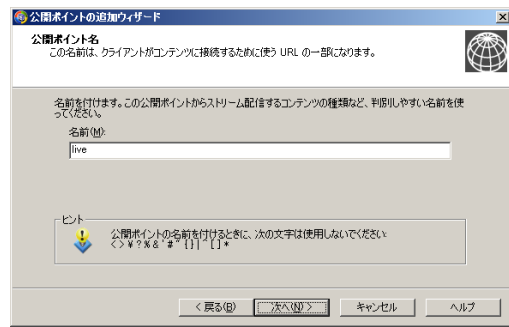 公開ポイントの追加ウィザード
公開ポイント名
この名前は、クライアントがコンテンツに接続するために使う URL の一部になります。
名前を付けます。この公開ポイントからストリーム配信するコンテンツの種類など、判別しやすい名前を使
ってください。
名前(M):
live
ヒント
公開ポイントの名前を付けるときに、次の文字は使用しないでください:
< > ¥ ? % & ' # " { } | ^ [ ] *
< 戻る(B)
次へ(N) >
キャンセル
ヘルプ